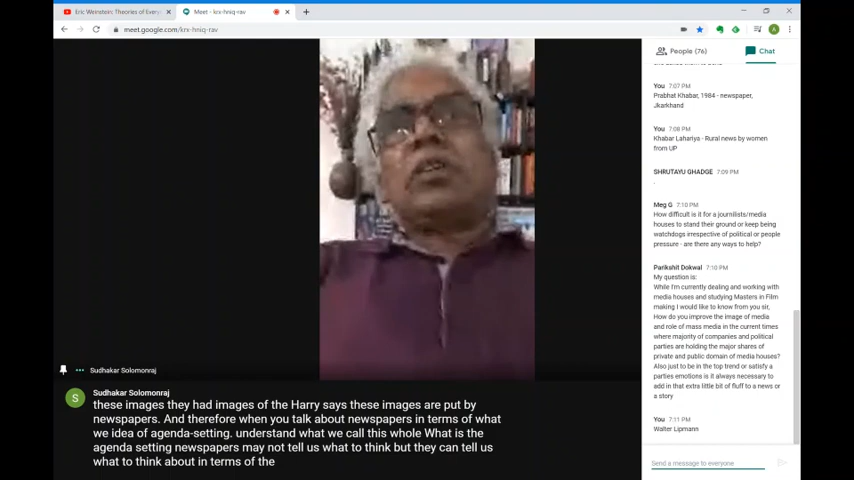 Eric Weinstein: Theories of Every
Meet - krv-hniq-rav
meet.google.com/krv-hniq-rav
People (76)
Chat
You 7:07 PM
Prabhat Khabar, 1984 - newspaper,
Jkarkhand
You 7:08 PM
Khabar Lahariya - Rural news by women
from UP
SHRUTAYU GHADGE 7:09 PM
.
Meg G 7:10 PM
How difficult is it for a journilists/media
houses to stand their ground or keep being
watchdogs irrespective of political or people
pressure - are there any ways to help?
Parikshit Dokwal 7:10 PM
My question is:
While I'm currently dealing and working with
media houses and studying Masters in Film
making I would like to know from you sir,
How do you improve the image of media
and role of mass media in the current times
where majority of companies and political
parties are holding the major shares of
private and public domain of media houses?
Also just to be in the top trend or satisfy a
parties emotions is it always necessary to
add in that extra little bit of fluff to a news or
a story
You 7:11 PM
Walter Lipmann
Send a message to everyone
Sudhakar Solomonraj
S
Sudhakar Solomonraj
these images they had images of the Harry says these images are put by
newspapers. And therefore when you talk about newspapers in terms of what
we idea of agenda-setting. understand what we call this whole What is the
agenda setting newspapers may not tell us what to think but they can tell us
what to think about in terms of the